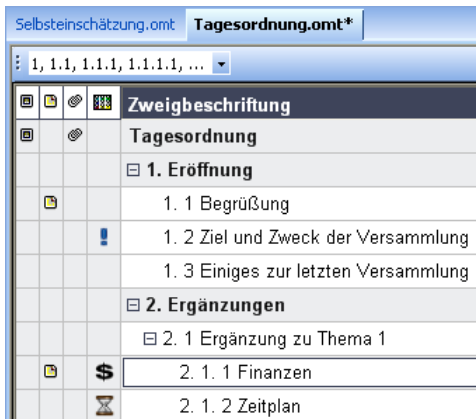 Selbsteinschätzung.omt Tagesordnung.omt*
1, 1.1, 1.1.1, 1.1.1.1, ...
Zweigbeschriftung
Tagesordnung
1. Eröffnung
1. 1 Begrüßung
1. 2 Ziel und Zweck der Versammlung
1. 3 Einiges zur letzten Versammlung
2. Ergänzungen
2. 1 Ergänzung zu Thema 1
$ 2. 1. 1 Finanzen
2. 1. 2 Zeitplan